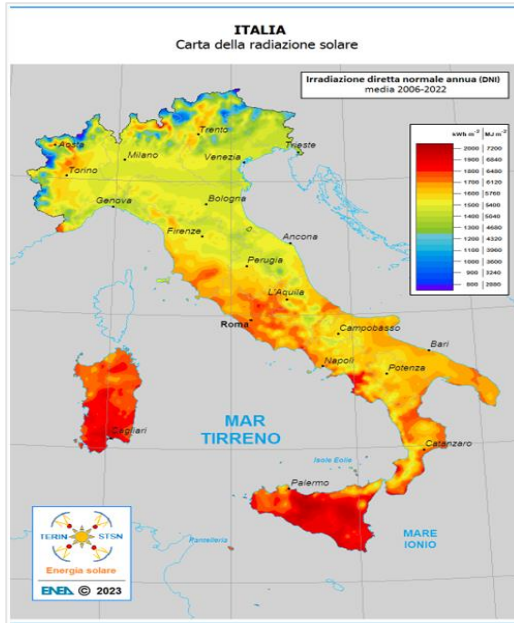 ITALIA
Carta della radiazione solare
Irradiazione diretta normale annua (DNI)
media 2006-2022
kWh m⁻² MJ m⁻²
2000 7200
1900 6840
1800 6480
1700 6120
1600 5760
1500 5400
1400 5040
1300 4680
1200 4320
1100 3960
1000 3600
900 3240
800 2880
Aosta
Trento
Milano
Venezia
Trieste
Torino
Genova
Bologna
Firenze
Ancona
Perugia
L'Aquila
Roma
Campobasso
Bari
Napoli
Potenza
MAR
TIRRENO
Cagliari
Catanzaro
Isole Eolie
Palermo
MARE
IONIO
Pantelleria
TERIN STSN
Energia solare
ENEA © 2023